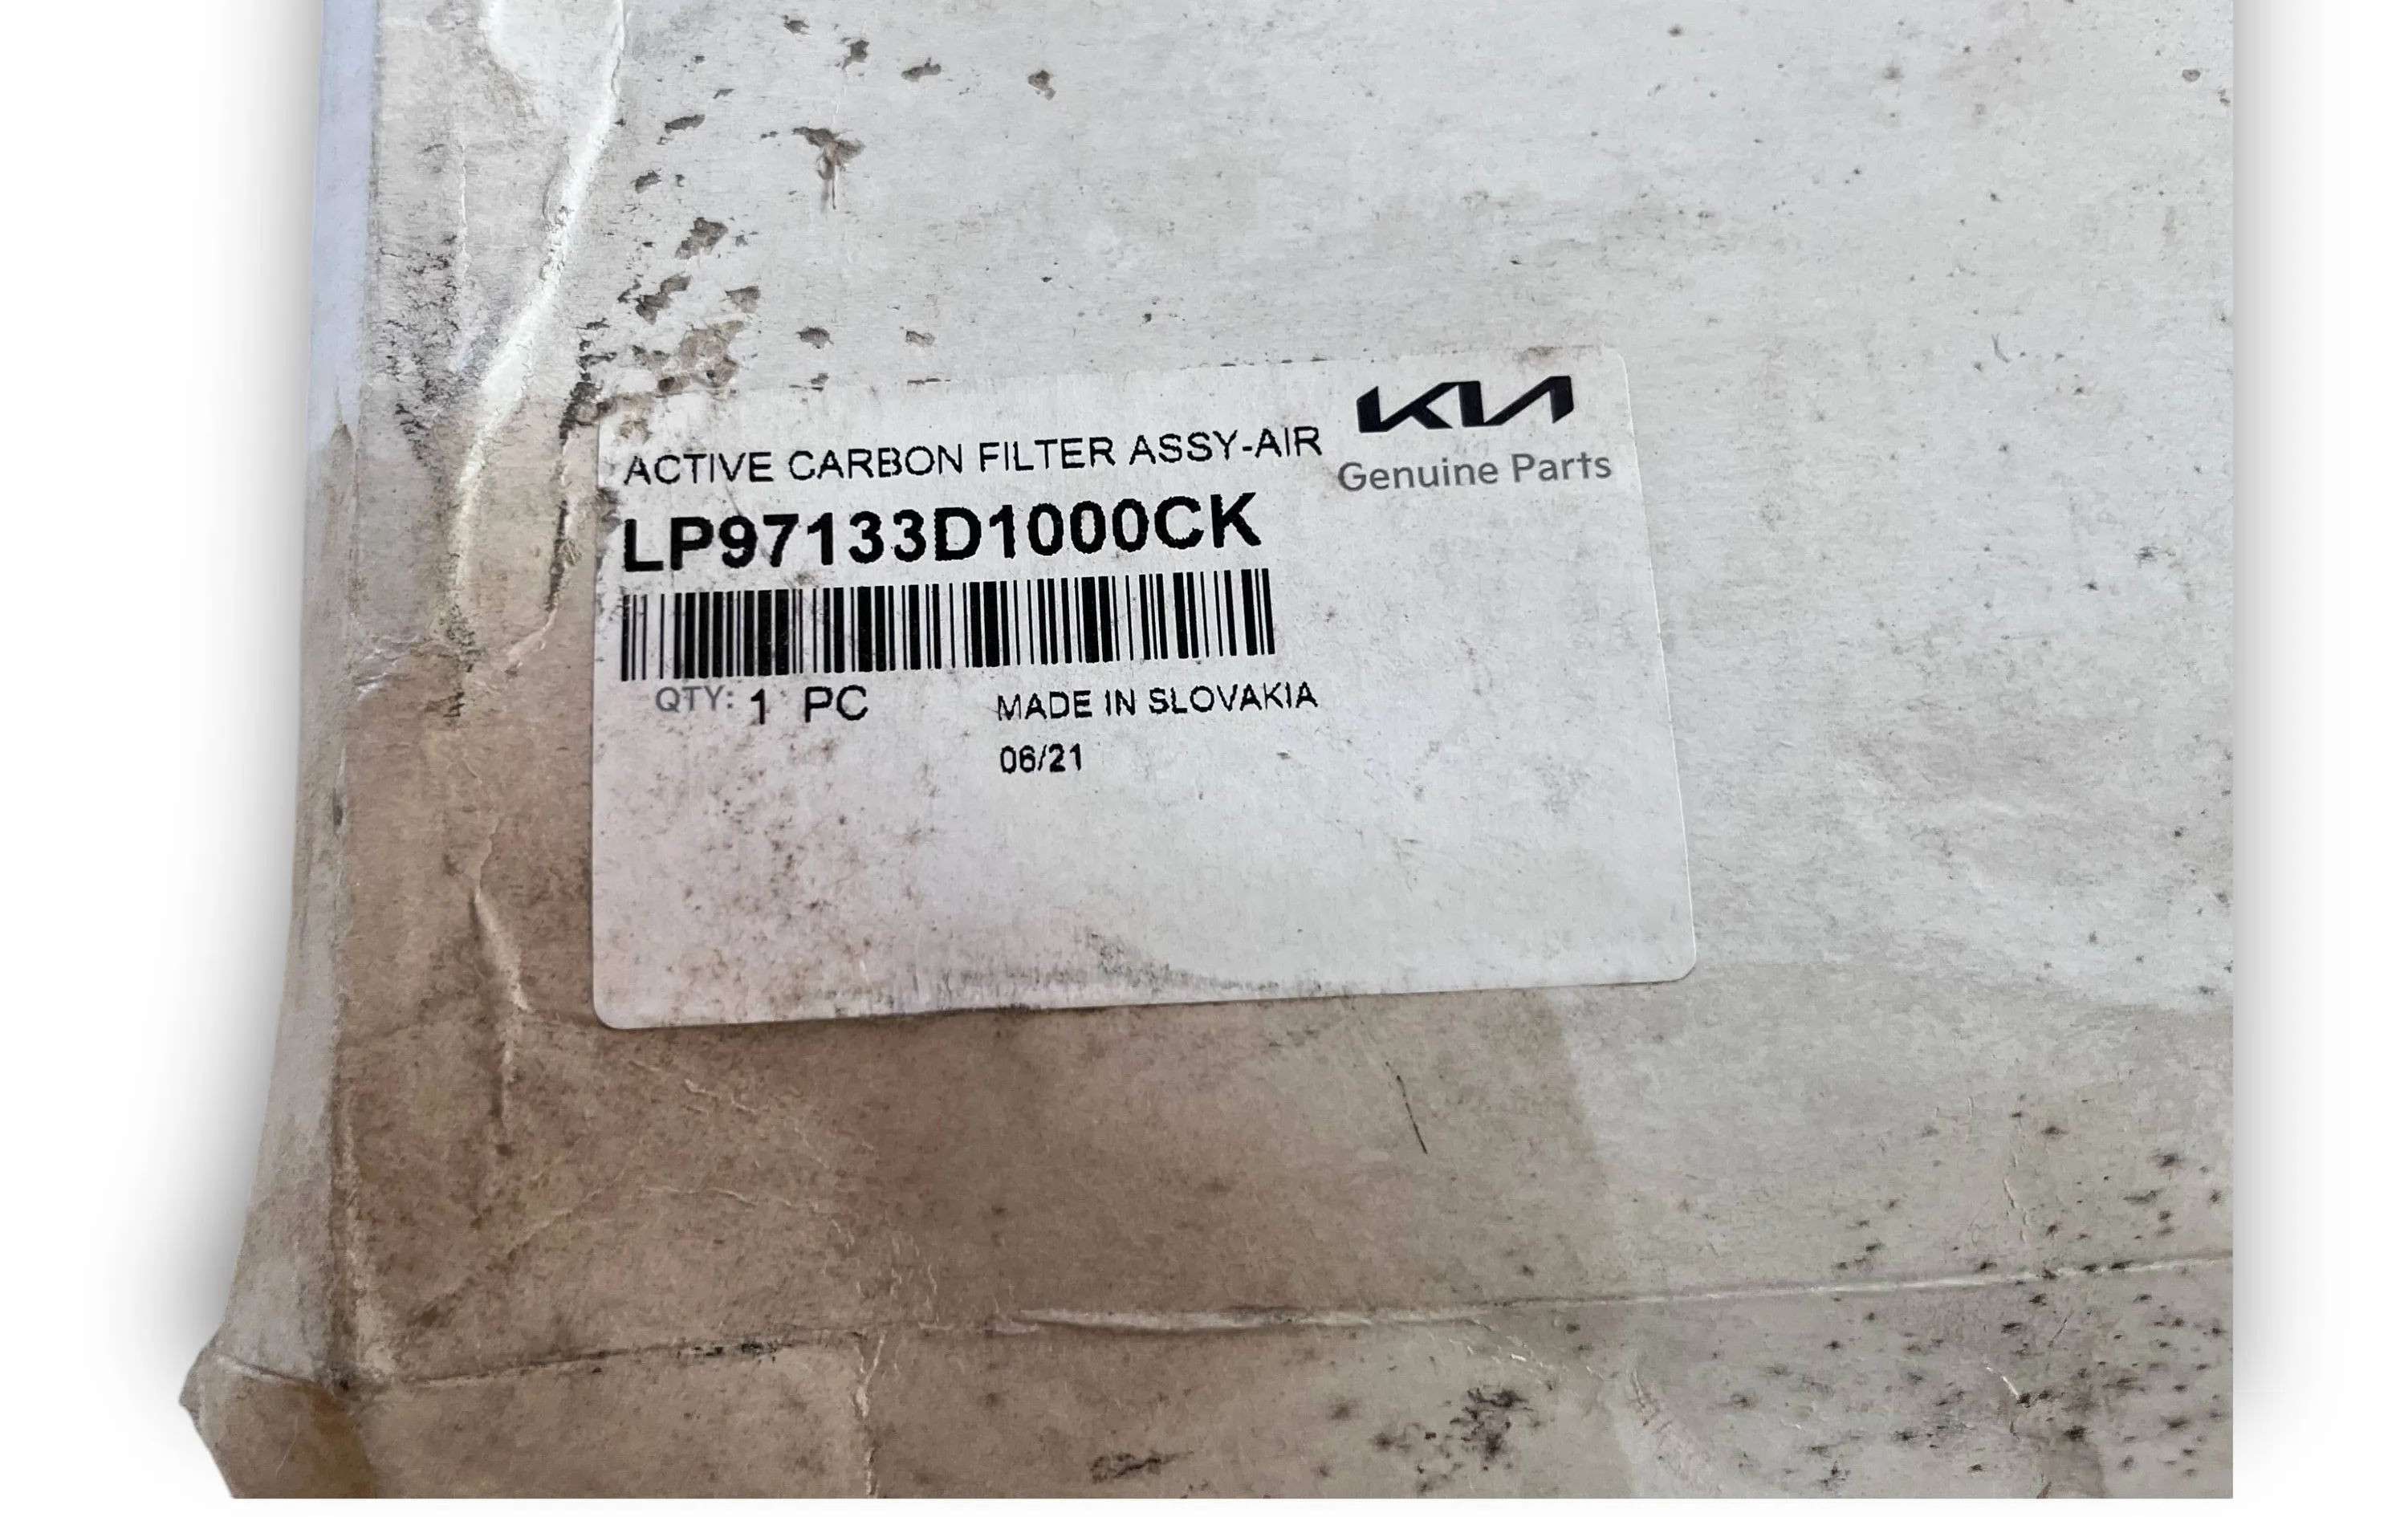 KIA
ACTIVE CARBON FILTER ASSY-AIR
Genuine Parts
LP97133D1000CK
QTY: 1 PC
MADE IN SLOVAKIA
06/21